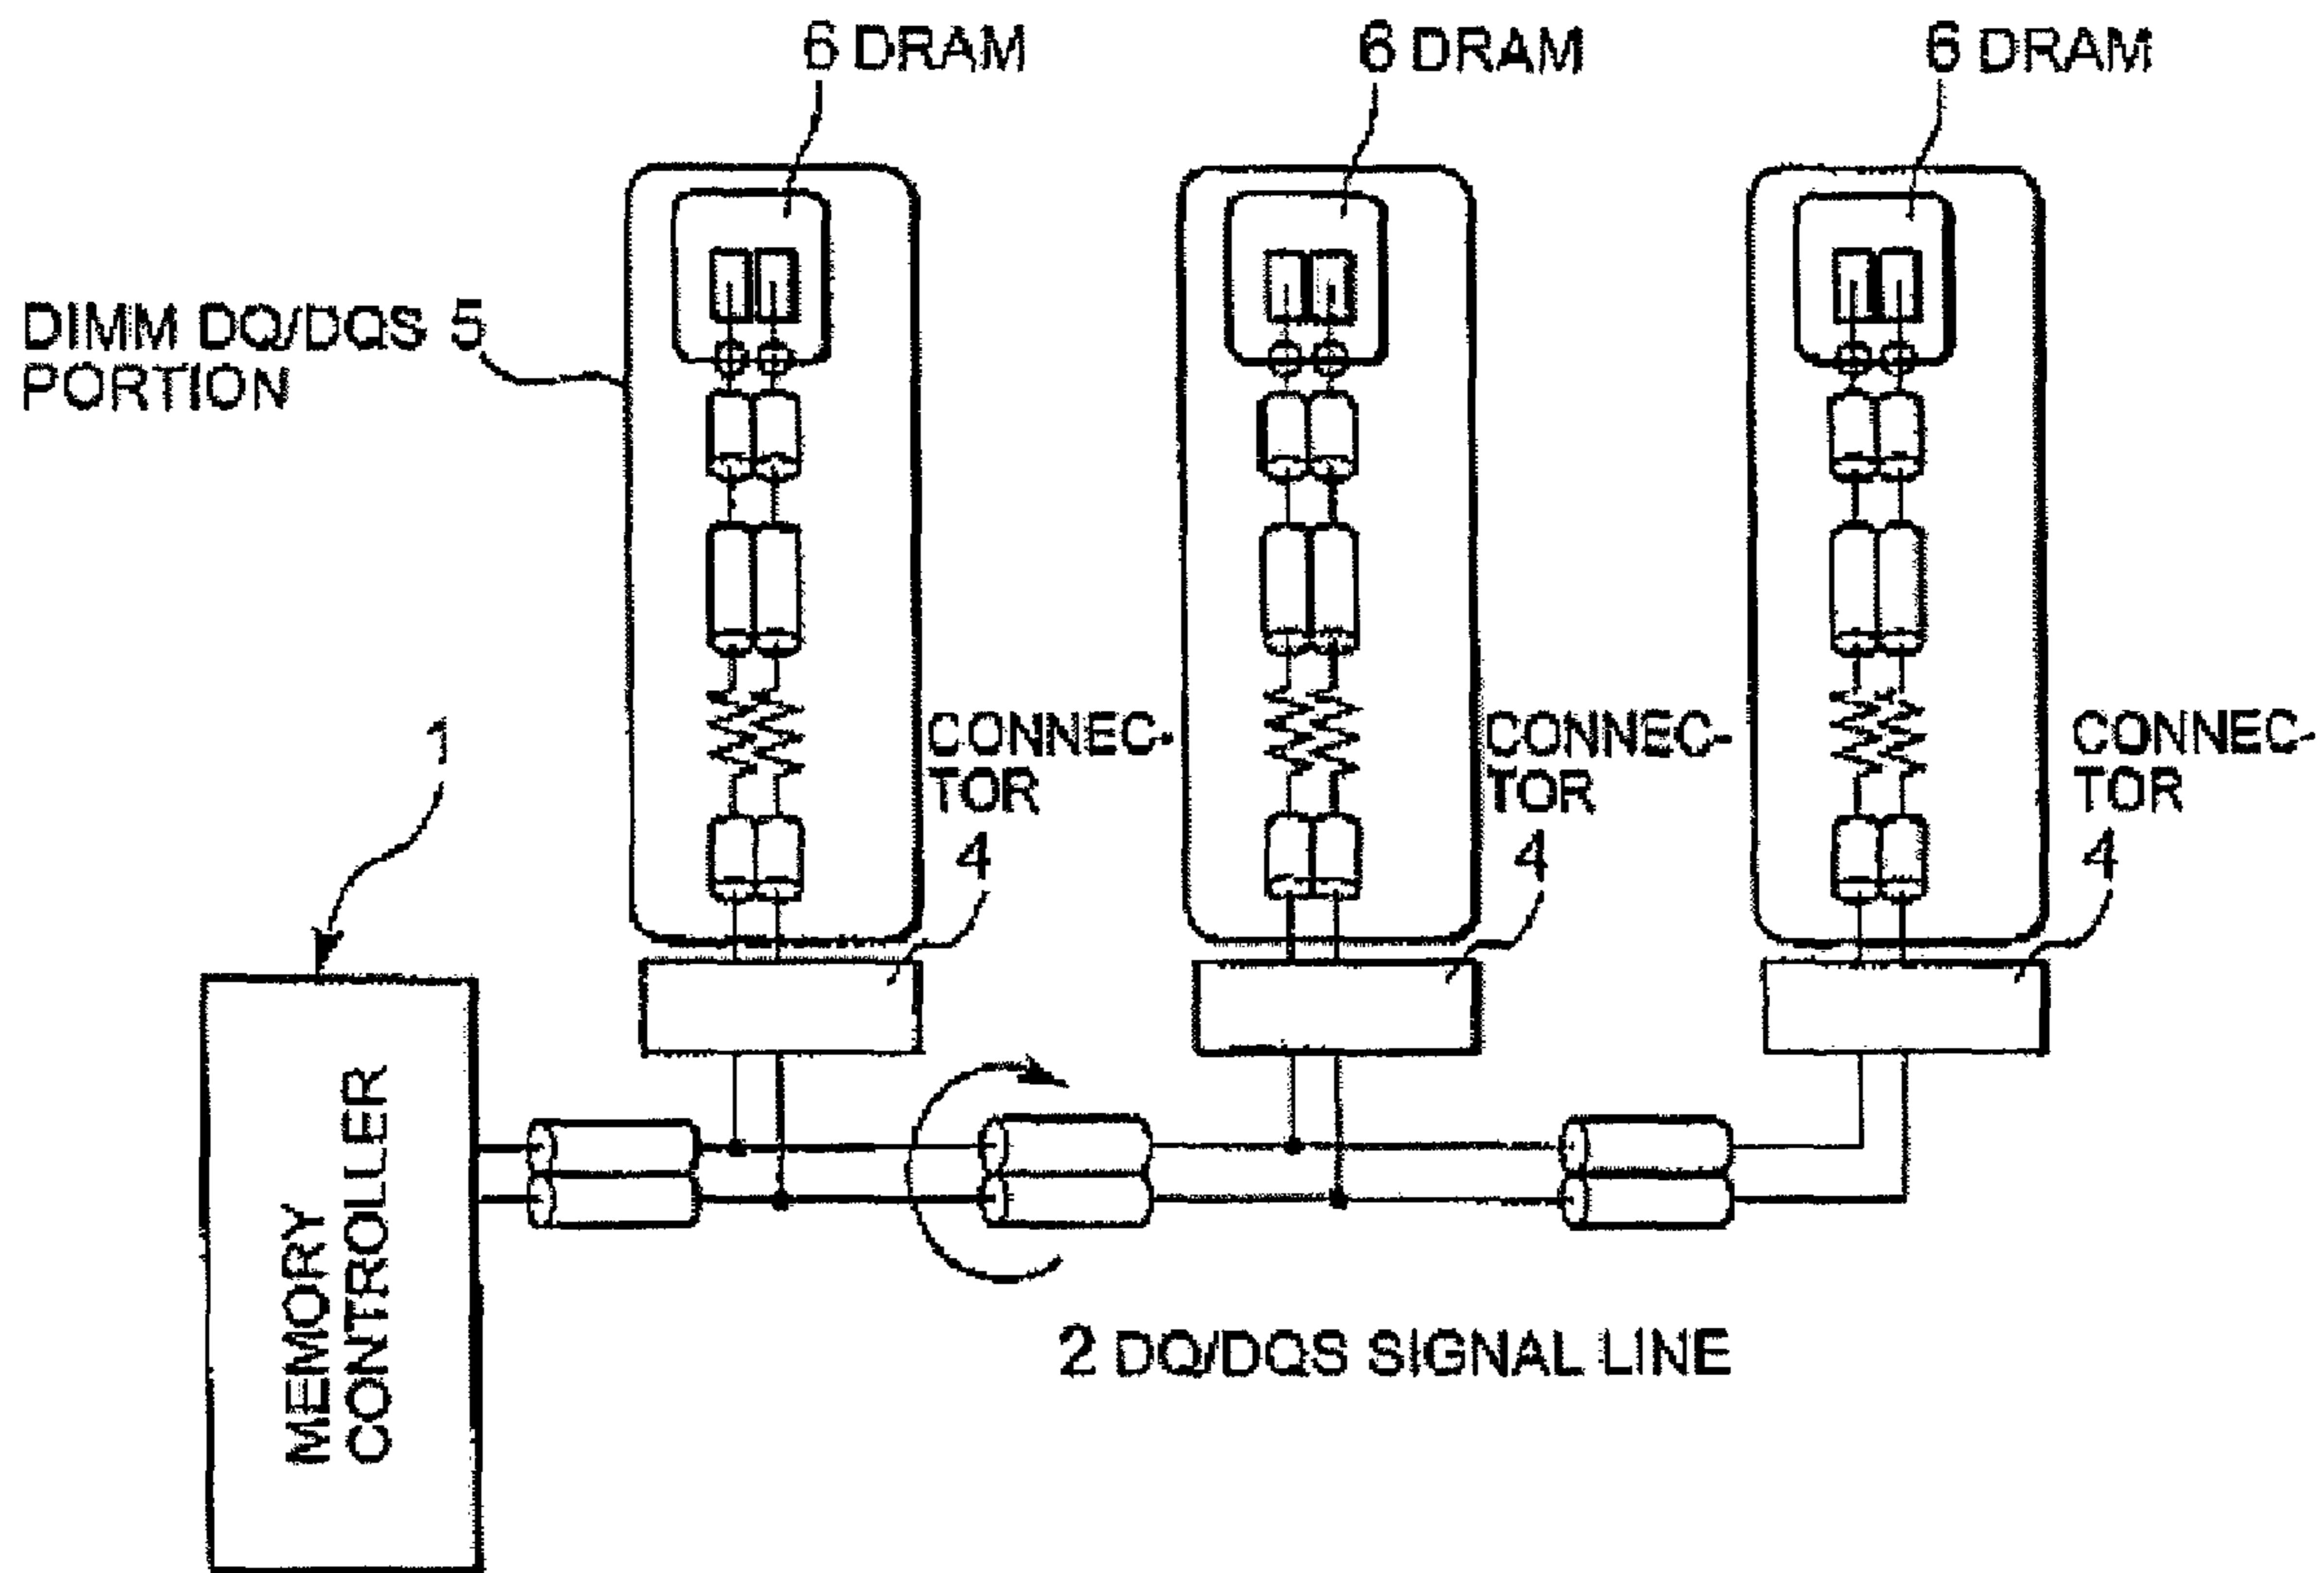 6 DRAM
6 DRAM
6 DRAM
DIMM DQ/DQS 5
PORTION
1
CONNEC-
TOR
4
CONNEC-
TOR
4
CONNEC-
TOR
4
MEMORY
CONTROLLER
2 DQ/DQS SIGNAL LINE